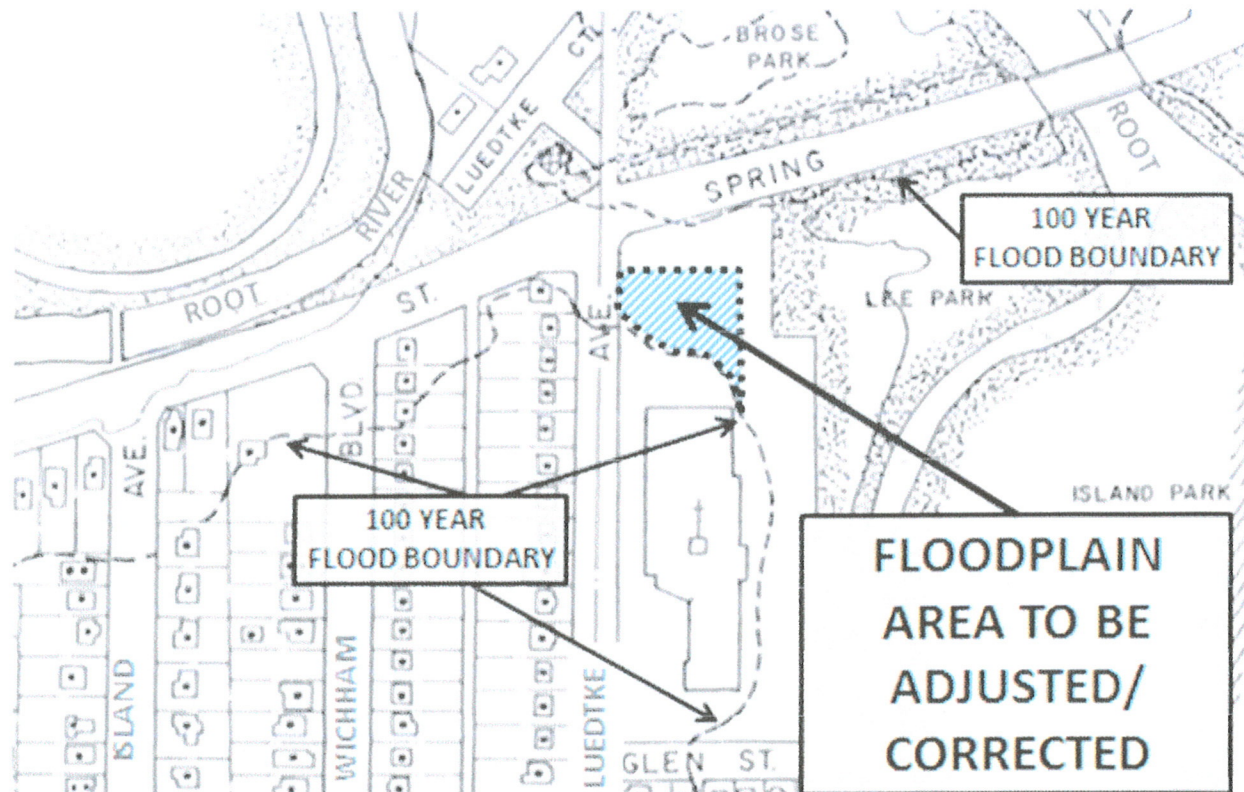 BROSE
PARK
LUEDTKE CT.
SPRING
ROOT
RIVER
ROOT
ST.
100 YEAR
FLOOD BOUNDARY
LEE PARK
AVE
BLVD
AVE.
ISLAND PARK
100 YEAR
FLOOD BOUNDARY
FLOODPLAIN
AREA TO BE
ADJUSTED/
CORRECTED
ISLAND
WICHHAM
LUEDTKE
GLEN ST.